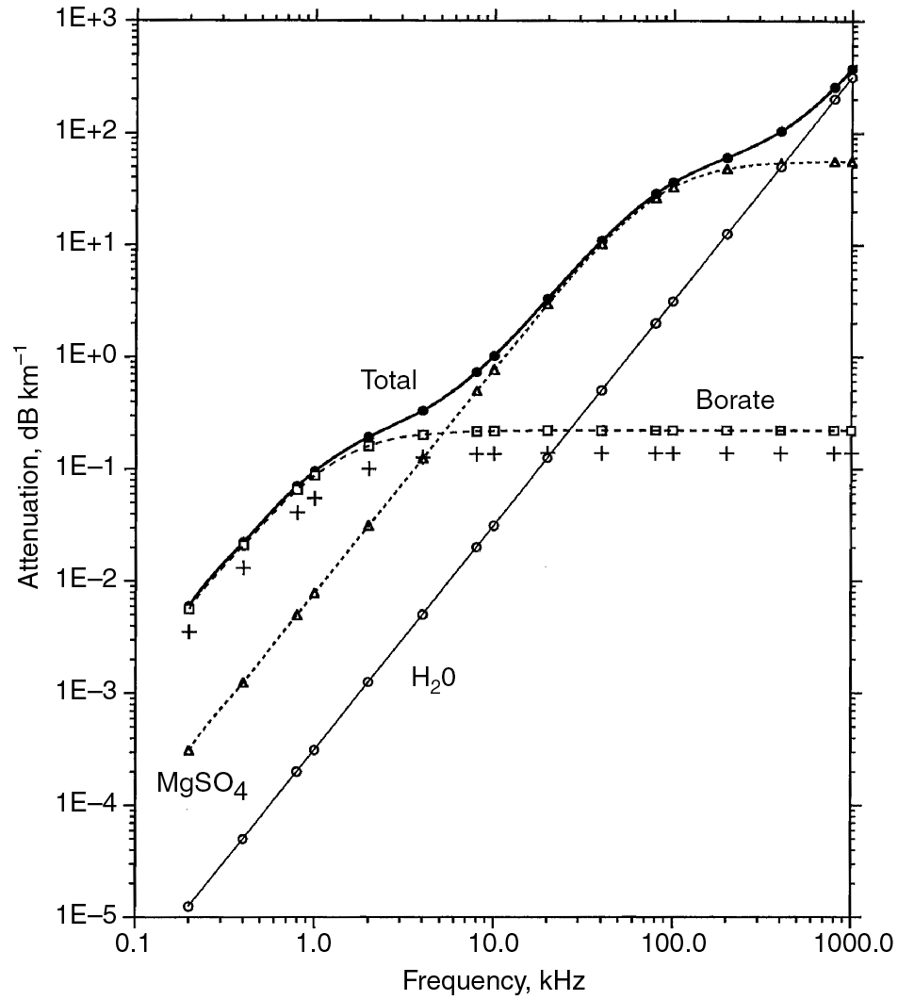 1E+3
1E+2
1E+1
1E+0
1E–1
1E–2
1E–3
1E–4
1E–5
Attenuation, dB km⁻¹
Total
Borate
H₂0
MgSO₄
0.1
1.0
10.0
100.0
1000.0
Frequency, kHz